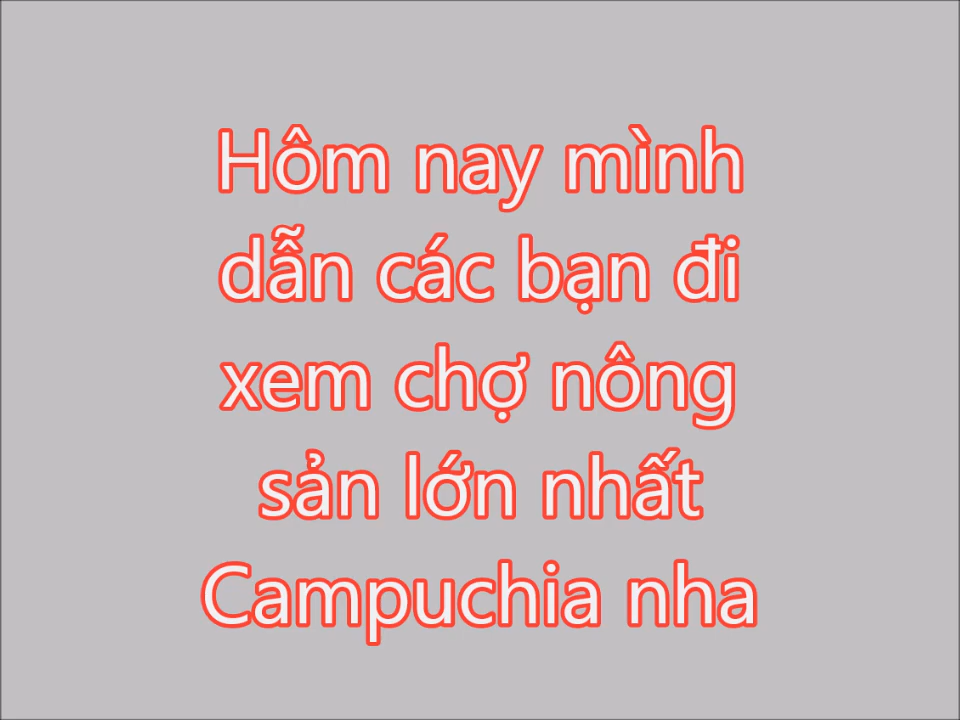 Hôm nay mình
dẫn các bạn đi
xem chợ nông
sản lớn nhất
Campuchia nha